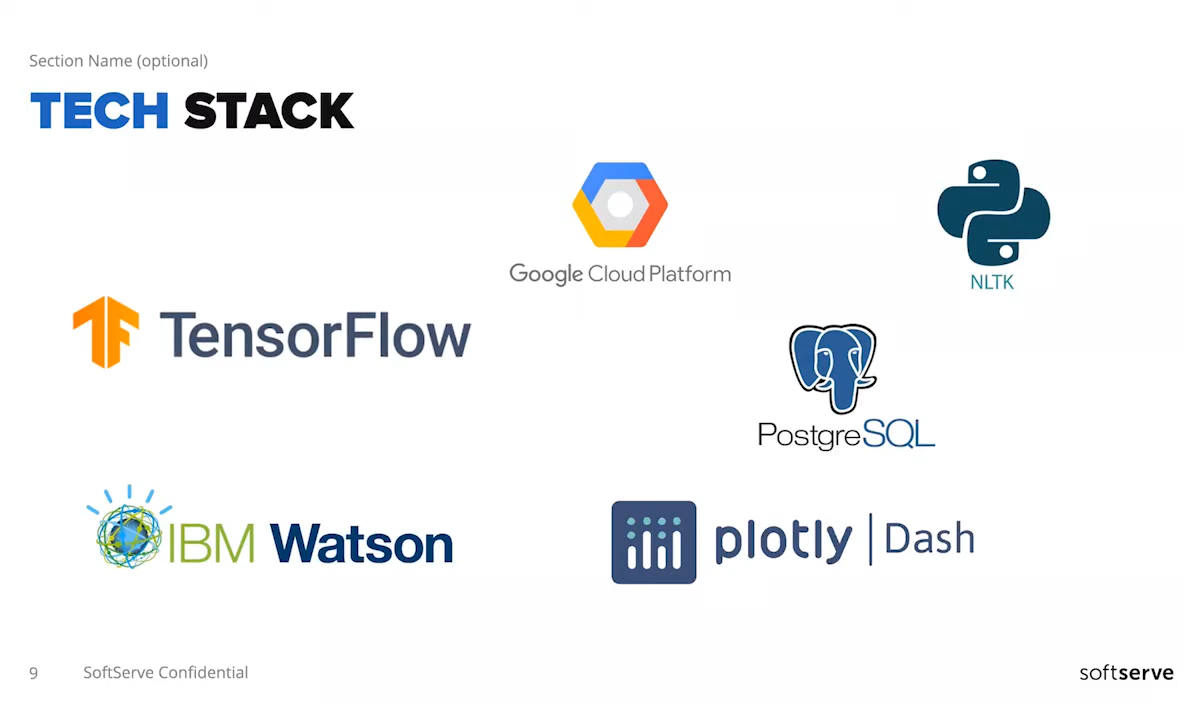 Section Name (optional)
TECH STACK
Google Cloud Platform
NLTK
TensorFlow
PostgreSQL
IBM Watson
plotly | Dash
9 SoftServe Confidential
softserve